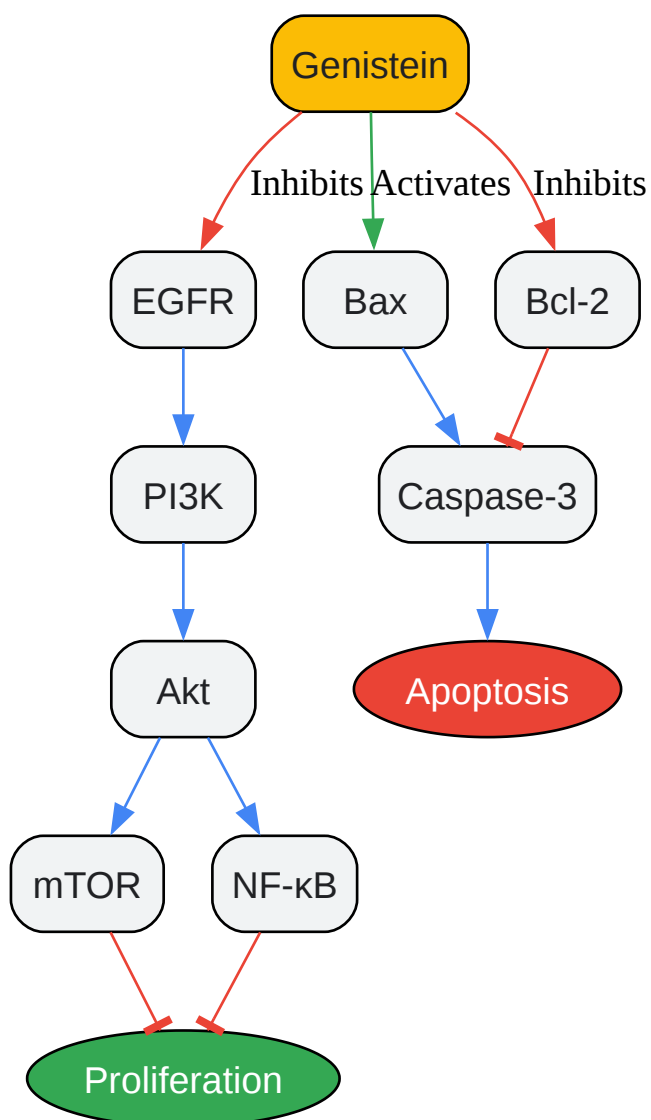 Genistein
Inhibits Activates Inhibits
EGFR Bax Bcl-2
PI3K Caspase-3
Akt Apoptosis
mTOR NF-κB
Proliferation